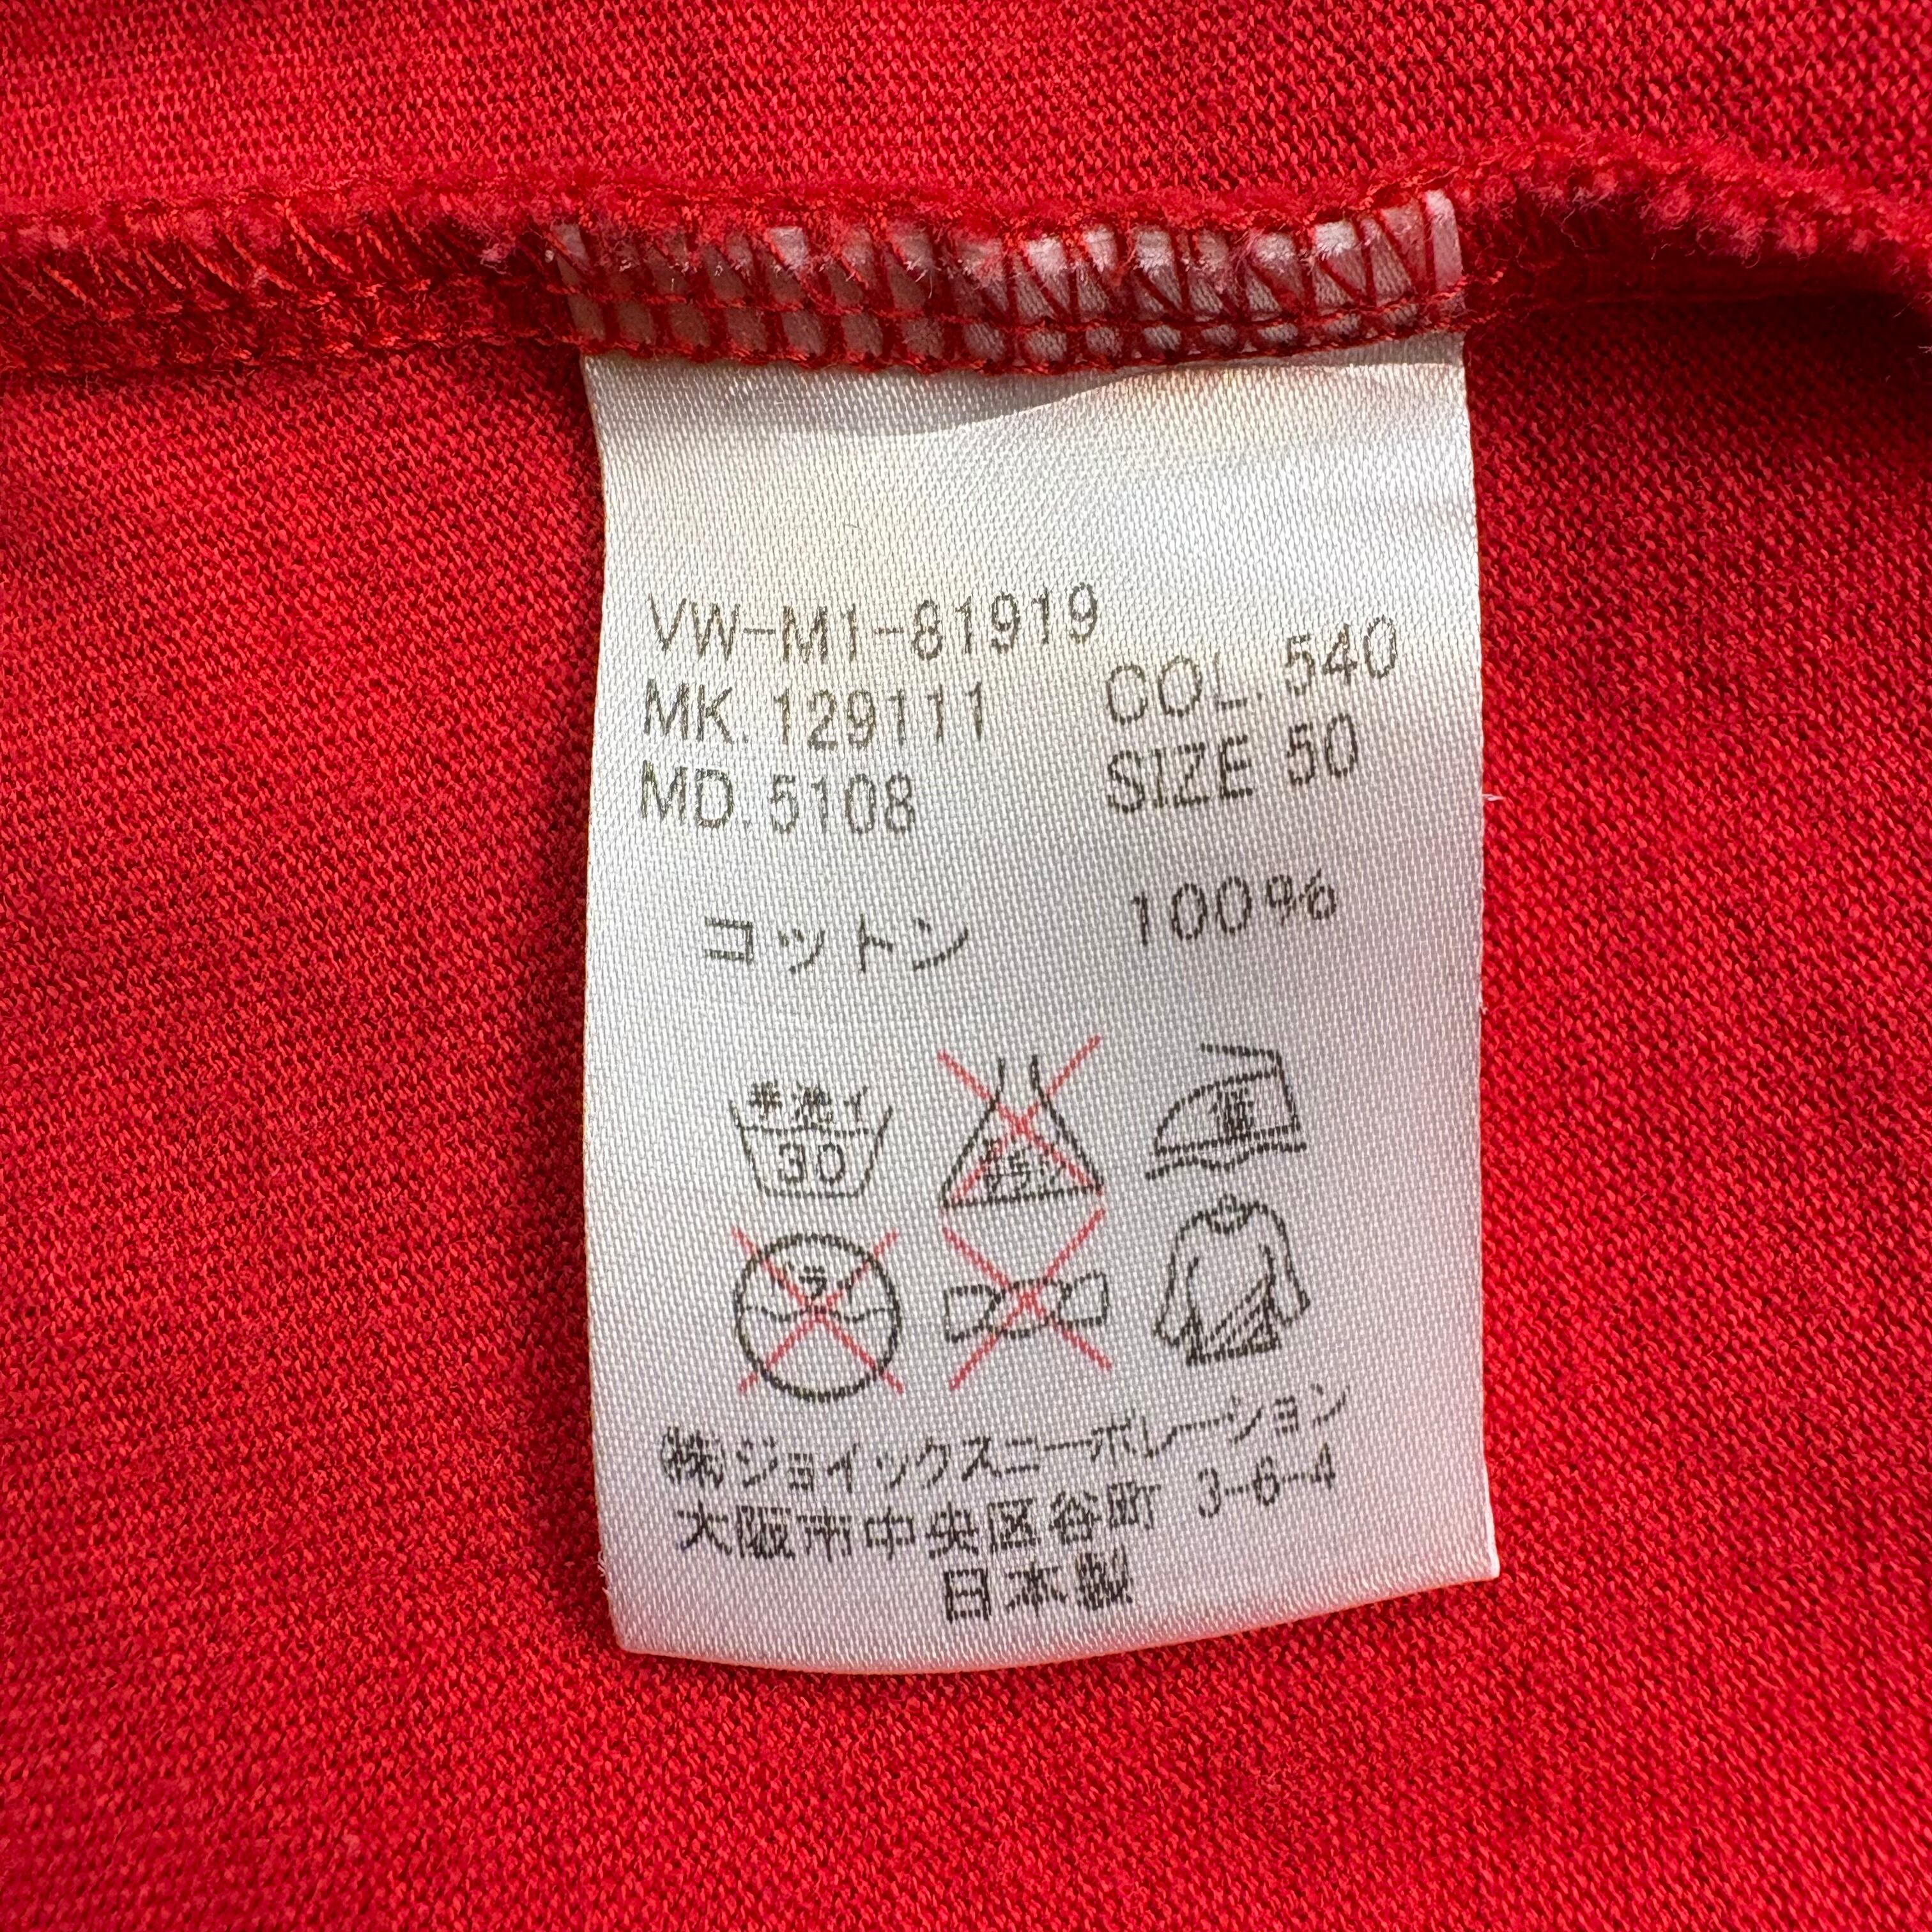 VW-M1-81919
MK.129111 COL.540
MD.5108 SIZE 50
コットン 100%
手洗イ
30
㈱ジョイックスコーポレーション
大阪市中央区谷町 3-6-4
日本製